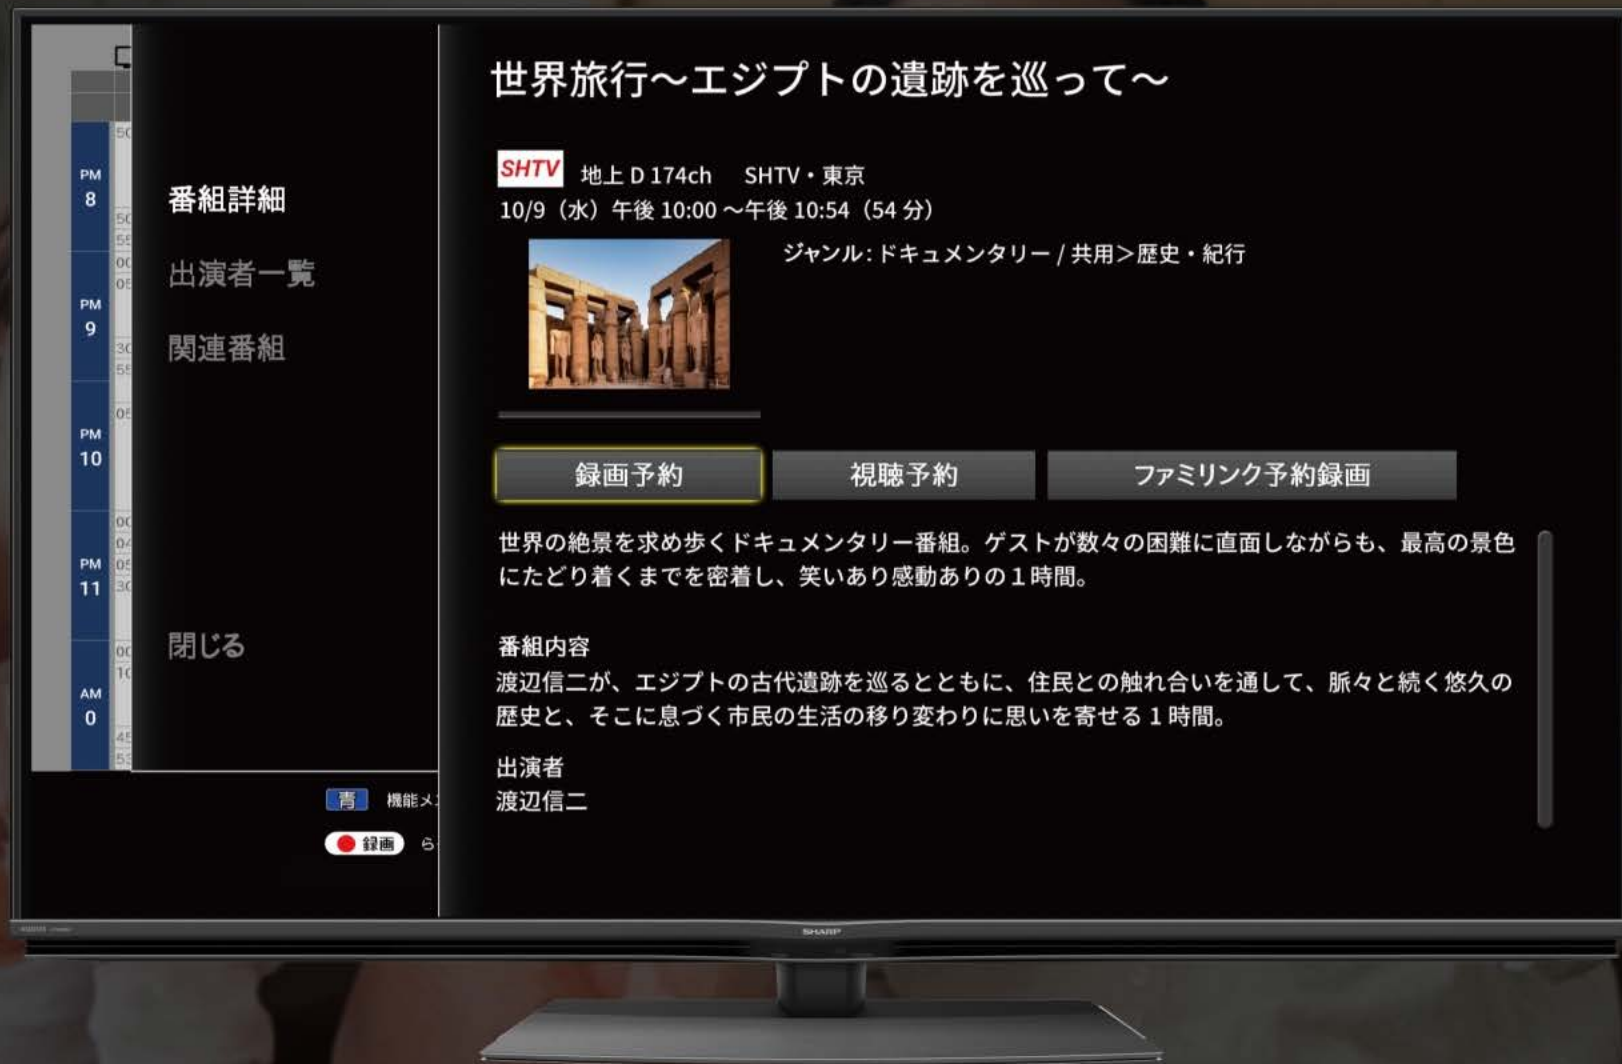 世界旅行～エジプトの遺跡を巡って～
SHTV 地上 D 174ch SHTV・東京
10/9（水）午後 10:00 ～午後 10:54（54 分）
ジャンル：ドキュメンタリー / 共用＞歴史・紀行
録画予約 視聴予約 ファミリンク予約録画
世界の絶景を求め歩くドキュメンタリー番組。ゲストが数々の困難に直面しながらも、最高の景色
にたどり着くまでを密着し、笑いあり感動ありの１時間。
番組内容
渡辺信二が、エジプトの古代遺跡を巡るとともに、住民との触れ合いを通して、脈々と続く悠久の
歴史と、そこに息づく市民の生活の移り変わりに思いを寄せる 1 時間。
出演者
渡辺信二
番組詳細
出演者一覧
関連番組
閉じる
PM
8
PM
9
PM
10
PM
11
AM
0
青 機能メ
録画 ら
SHARP